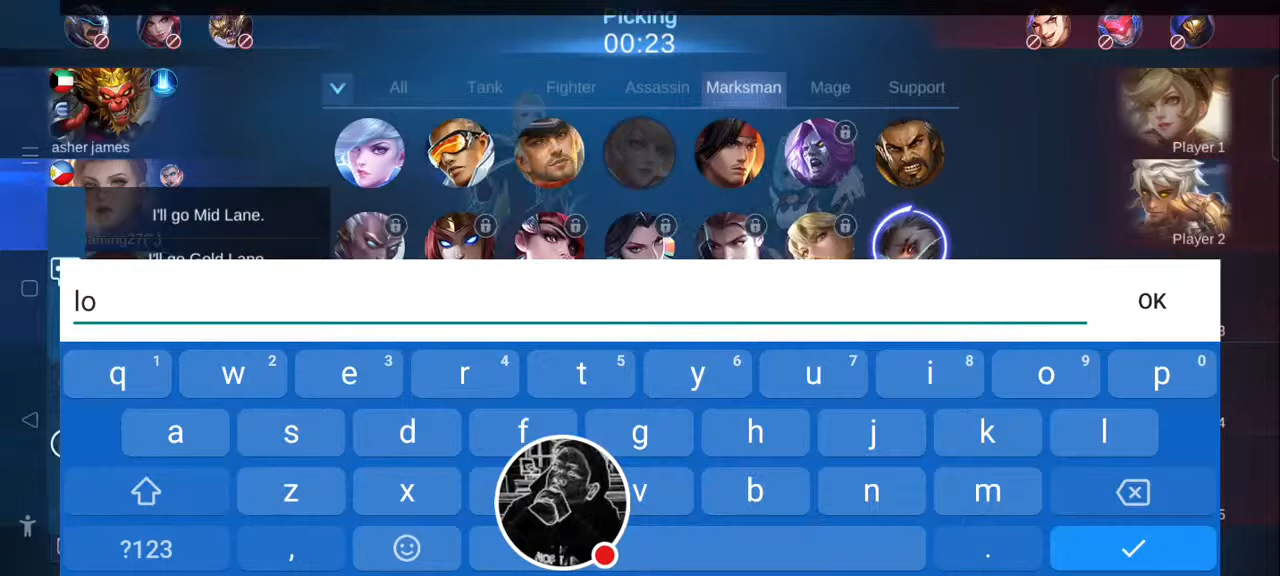 Picking
00:23
All Tank Fighter Assassin Marksman Mage Support
asher james
Player 1
I'll go Mid Lane.
Player 2
I'll go Gold Lane
lo
OK
q 1 w 2 e 3 r 4 t 5 y 6 u 7 i 8 o 9 p 0
a s d f g h j k l
z x v b n m
?123 , .